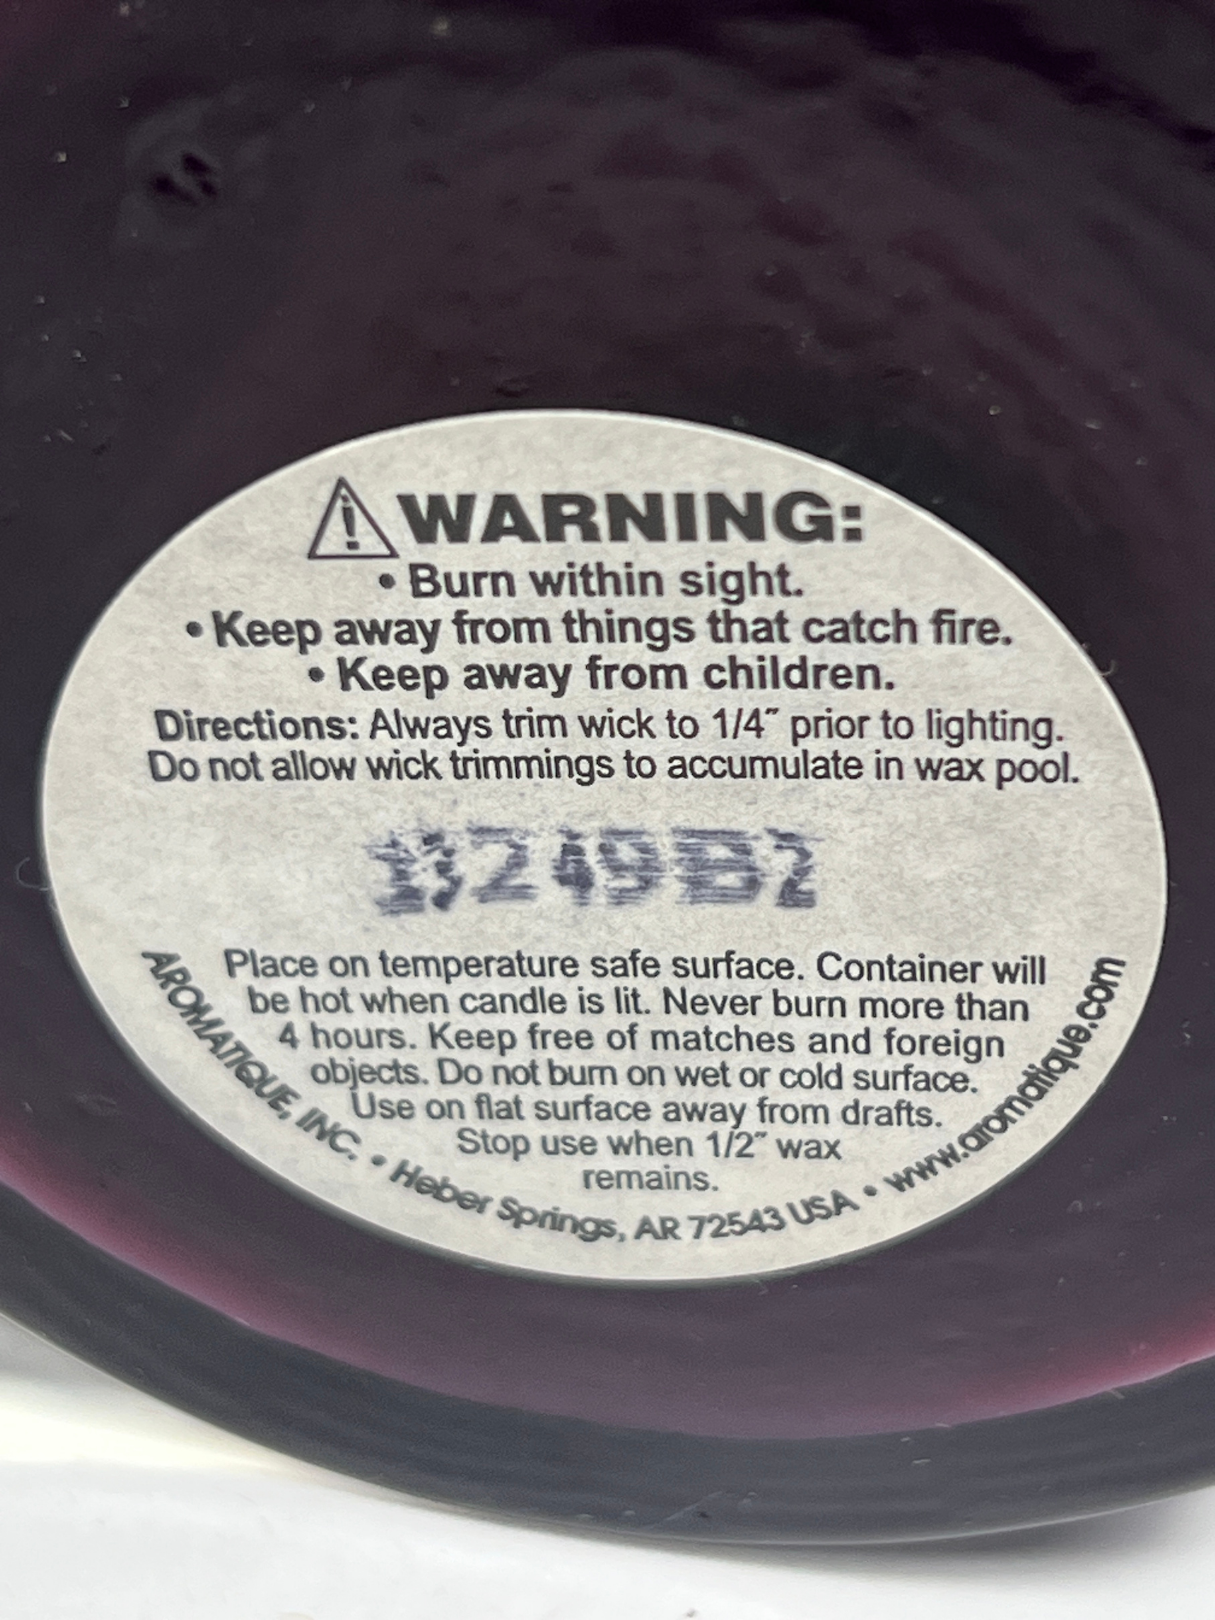 WARNING:
• Burn within sight.
• Keep away from things that catch fire.
• Keep away from children.
Directions: Always trim wick to 1/4″ prior to lighting.
Do not allow wick trimmings to accumulate in wax pool.
Place on temperature safe surface. Container will
be hot when candle is lit. Never burn more than
4 hours. Keep free of matches and foreign
objects. Do not burn on wet or cold surface.
Use on flat surface away from drafts.
Stop use when 1/2″ wax
remains.
AROMATIQUE, INC. • Heber Springs, AR 72543 USA • www.aromatique.com